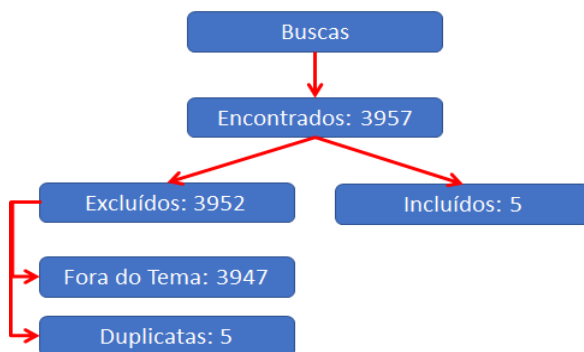 Buscas
Encontrados: 3957
Excluídos: 3952
Incluídos: 5
Fora do Tema: 3947
Duplicatas: 5